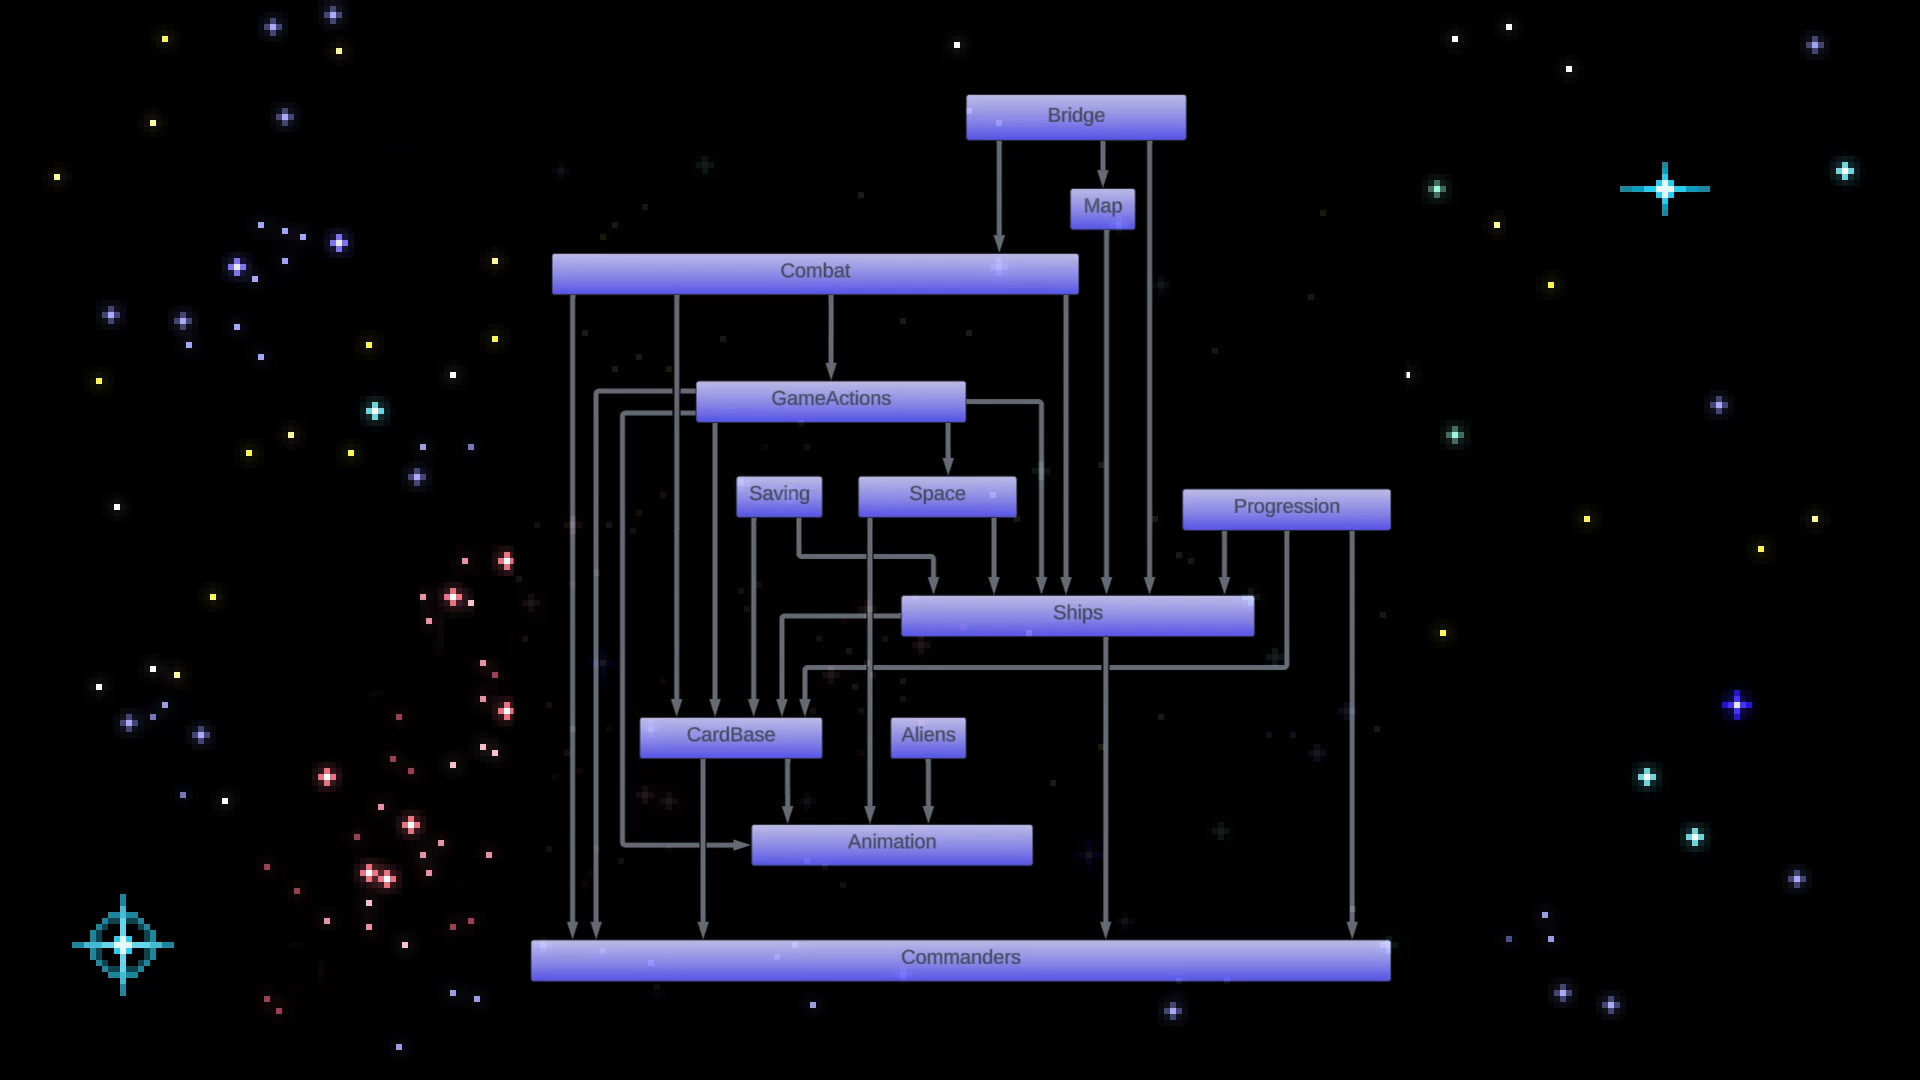 Bridge
Map
Combat
GameActions
Saving
Space
Progression
Ships
CardBase
Aliens
Animation
Commanders